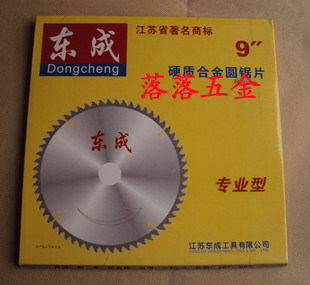 东成
Dongcheng
江苏省著名商标
9"
硬质合金圆锯片
落落五金
东成
专业型
江苏东成工具有限公司